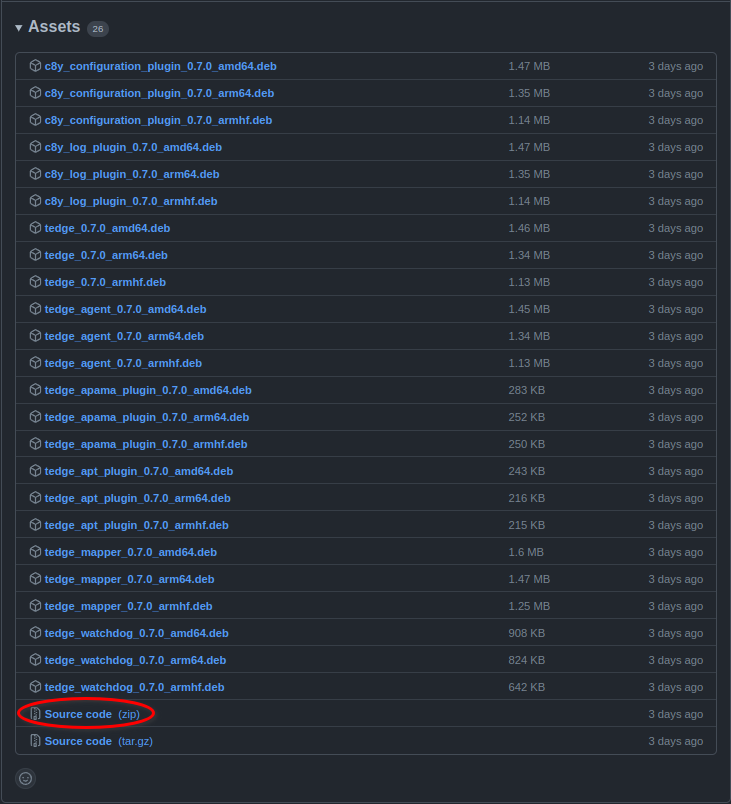 Assets 26
c8y_configuration_plugin_0.7.0_amd64.deb 1.47 MB 3 days ago
c8y_configuration_plugin_0.7.0_arm64.deb 1.35 MB 3 days ago
c8y_configuration_plugin_0.7.0_armhf.deb 1.14 MB 3 days ago
c8y_log_plugin_0.7.0_amd64.deb 1.47 MB 3 days ago
c8y_log_plugin_0.7.0_arm64.deb 1.35 MB 3 days ago
c8y_log_plugin_0.7.0_armhf.deb 1.14 MB 3 days ago
tedge_0.7.0_amd64.deb 1.46 MB 3 days ago
tedge_0.7.0_arm64.deb 1.34 MB 3 days ago
tedge_0.7.0_armhf.deb 1.13 MB 3 days ago
tedge_agent_0.7.0_amd64.deb 1.45 MB 3 days ago
tedge_agent_0.7.0_arm64.deb 1.34 MB 3 days ago
tedge_agent_0.7.0_armhf.deb 1.13 MB 3 days ago
tedge_apama_plugin_0.7.0_amd64.deb 283 KB 3 days ago
tedge_apama_plugin_0.7.0_arm64.deb 252 KB 3 days ago
tedge_apama_plugin_0.7.0_armhf.deb 250 KB 3 days ago
tedge_apt_plugin_0.7.0_amd64.deb 243 KB 3 days ago
tedge_apt_plugin_0.7.0_arm64.deb 216 KB 3 days ago
tedge_apt_plugin_0.7.0_armhf.deb 215 KB 3 days ago
tedge_mapper_0.7.0_amd64.deb 1.6 MB 3 days ago
tedge_mapper_0.7.0_arm64.deb 1.47 MB 3 days ago
tedge_mapper_0.7.0_armhf.deb 1.25 MB 3 days ago
tedge_watchdog_0.7.0_amd64.deb 908 KB 3 days ago
tedge_watchdog_0.7.0_arm64.deb 824 KB 3 days ago
tedge_watchdog_0.7.0_armhf.deb 642 KB 3 days ago
Source code (zip) 3 days ago
Source code (tar.gz) 3 days ago